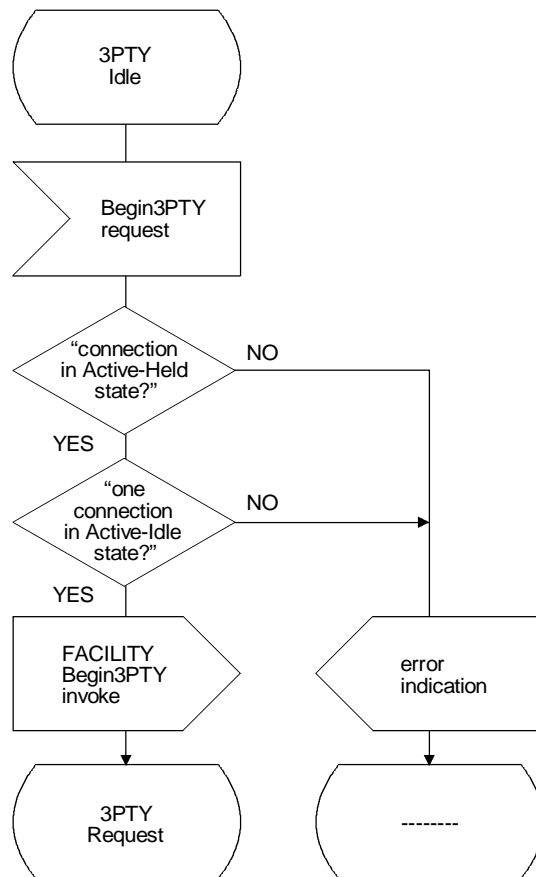 3PTY
Idle
Begin3PTY
request
“connection
in Active-Held
state?”
NO
YES
“one
connection
in Active-Idle
state?”
NO
YES
FACILITY
Begin3PTY
invoke
error
indication
3PTY
Request
---------